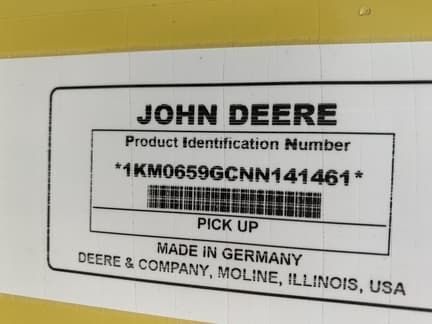 JOHN DEERE
Product Identification Number
*1KM0659GCNN141461*
PICK UP
MADE IN GERMANY
DEERE & COMPANY, MOLINE, ILLINOIS, USA